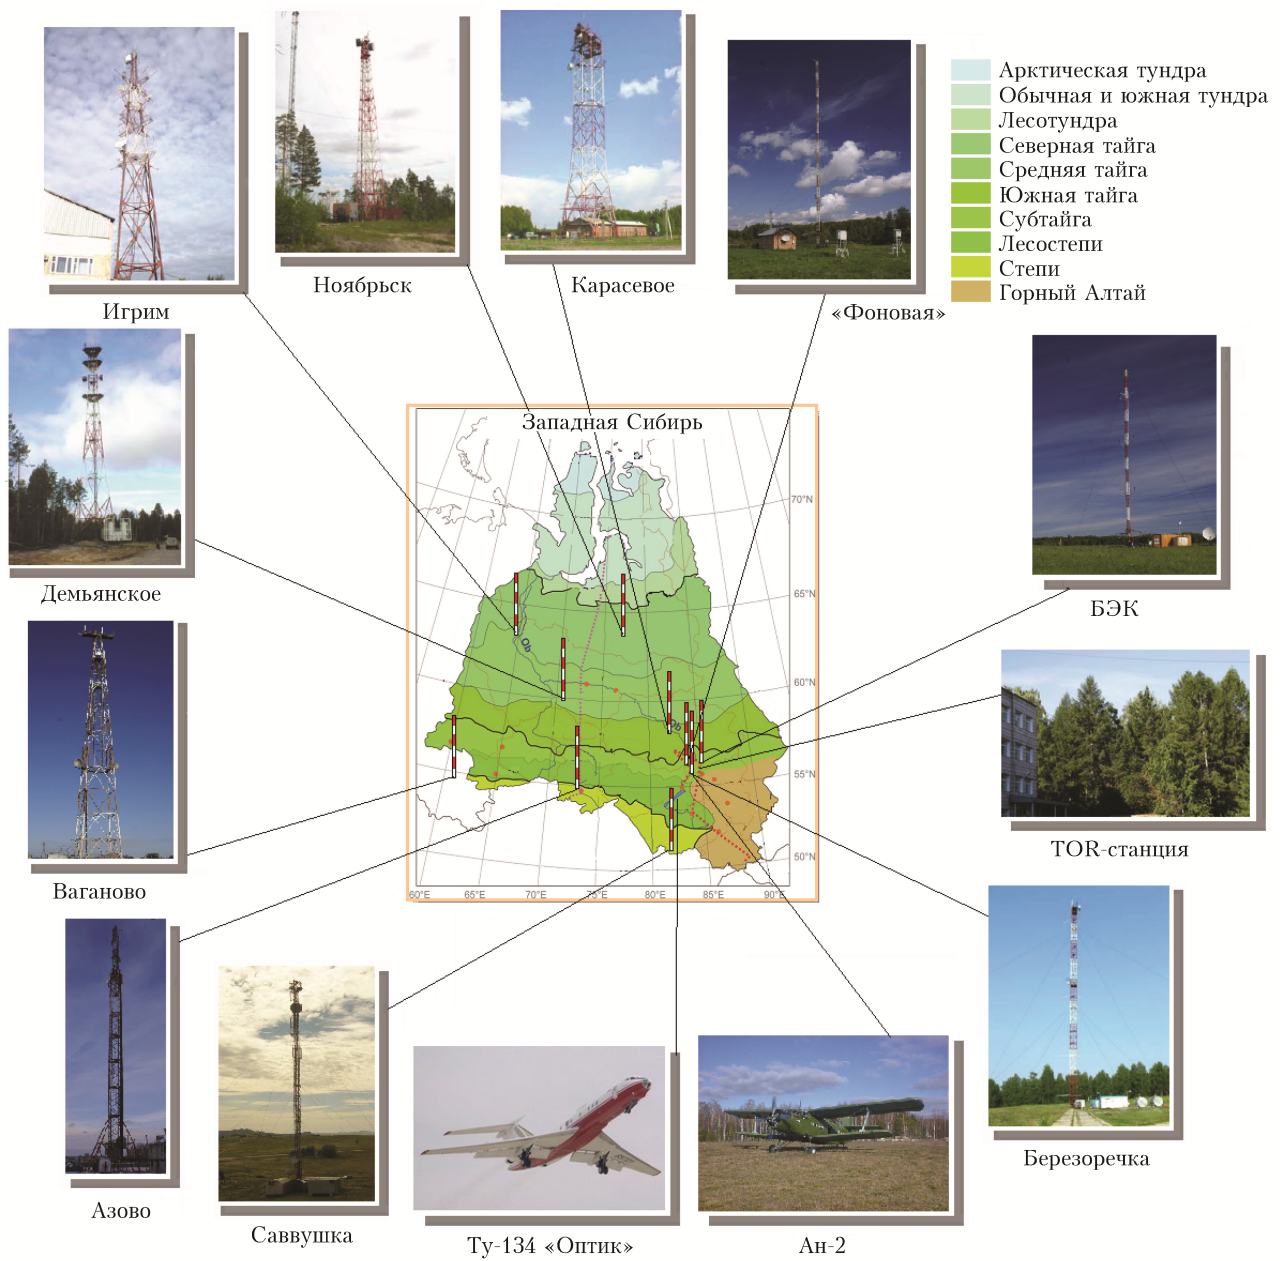 Арктическая тундра
Обычная и южная тундра
Лесотундра
Северная тайга
Средняя тайга
Южная тайга
Субтайга
Лесостепи
Степи
Горный Алтай
Игрим
Ноябрьск
Карасевое
«Фоновая»
Западная Сибирь
70°N
65°N
60°N
55°N
50°N
60°E
65°E
70°E
75°E
80°E
85°E
90°E
Ob
Ob
Демьянское
БЭК
Ваганово
TOR-станция
Азово
Саввушка
Ту-134 «Оптик»
Ан-2
Березоречка